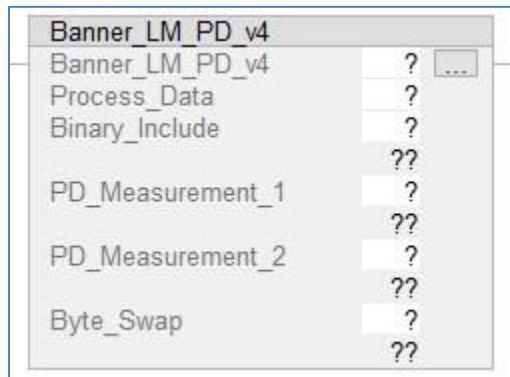 Banner_LM_PD_v4
Banner_LM_PD_v4 ? ...
Process_Data ?
Binary_Include ?
??
PD_Measurement_1 ?
??
PD_Measurement_2 ?
??
Byte_Swap ?
??